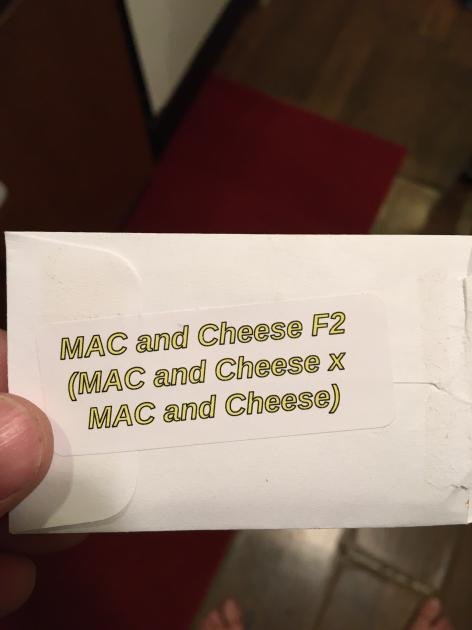 MAC and Cheese F2
(MAC and Cheese x
MAC and Cheese)